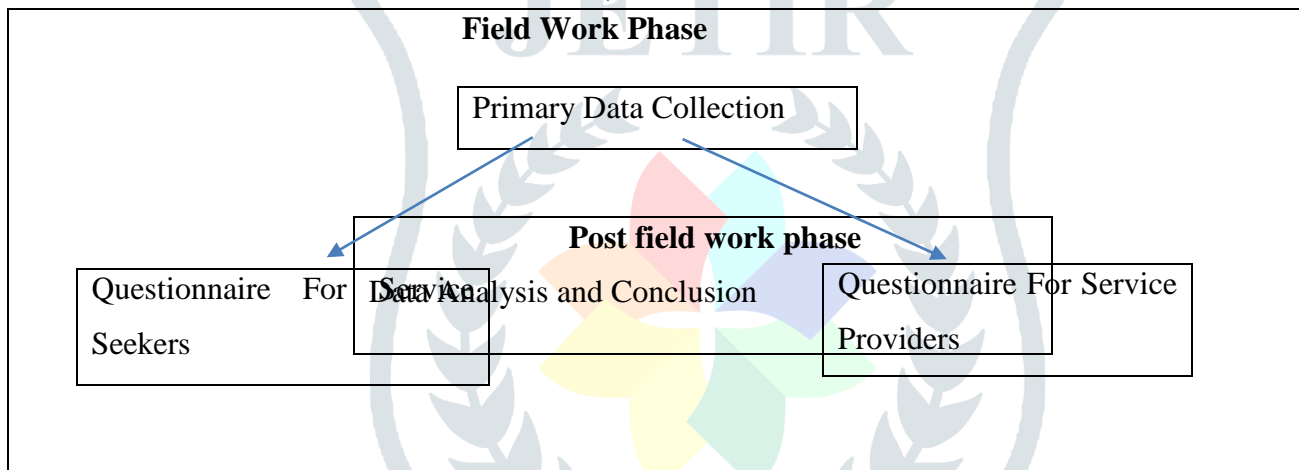 JETIR
Field Work Phase
Primary Data Collection
Post field work phase
Questionnaire For Service
Seekers
Data Analysis and Conclusion
Questionnaire For Service
Providers